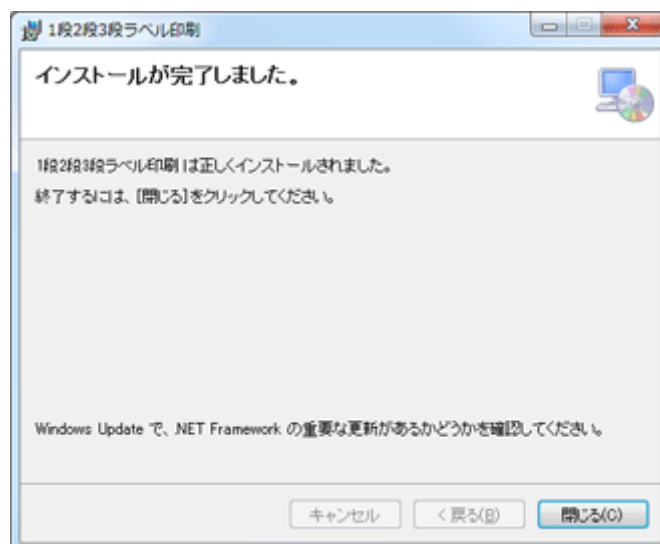 1段2段3段ラベル印刷
インストールが完了しました。
1段2段3段ラベル印刷 は正しくインストールされました。
終了するには、[閉じる]をクリックしてください。
Windows Update で、.NET Framework の重要な更新があるかどうかを確認してください。
キャンセル
< 戻る(B)
閉じる(C)